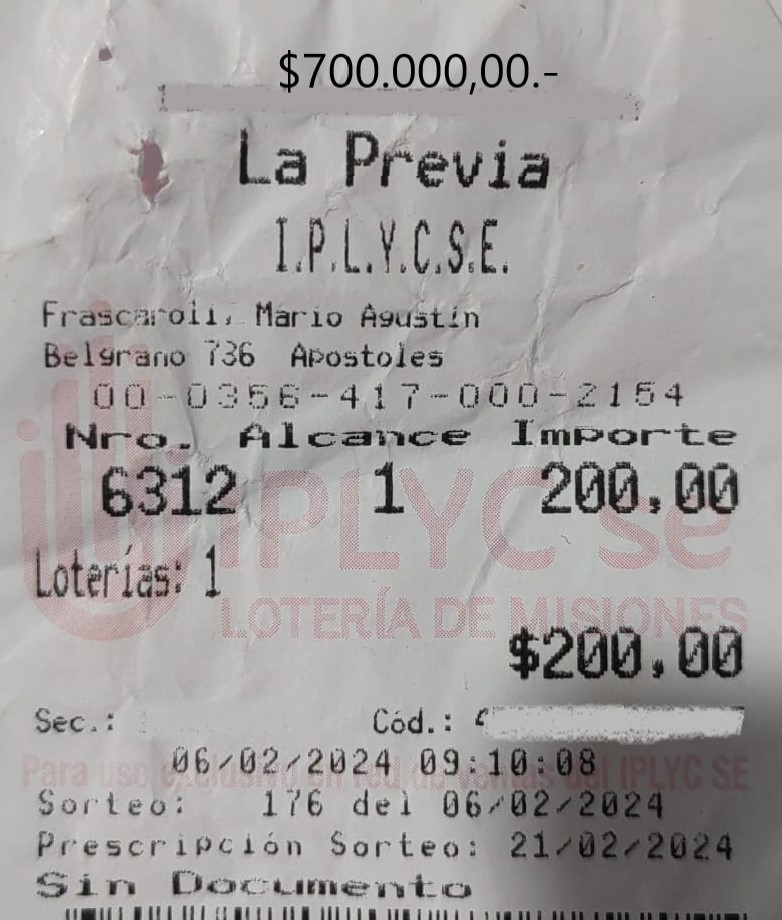 $700.000,00.-
La Previa
I.P.L.Y.C.S.E.
Frascaroli, Mario Agustin
Belgrano 736 Apostoles
00-0356-417-000-2154
Nro. Alcance Importe
6312 1 200,00
IPLYC se
Loterías: 1
LOTERÍA DE MISIONES
$200,00
Sec.: Cód.:
06/02/2024 09:10:08
Para uso exclusivo en red de ventas del IPLYC SE
Sorteo: 176 del 06/02/2024
Prescripción Sorteo: 21/02/2024
Sin Documento